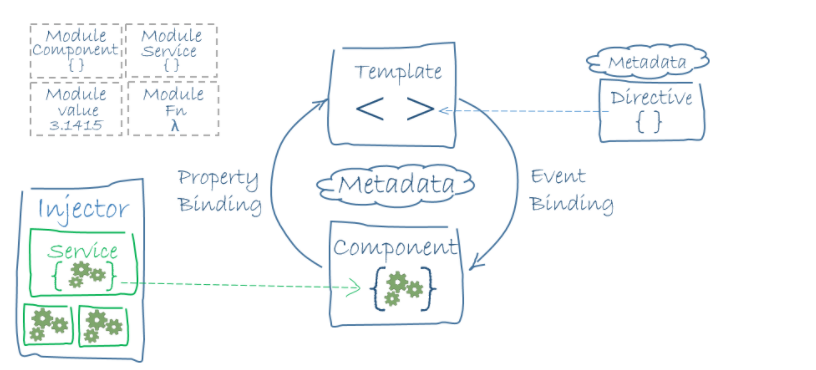 Module
Component
{ }
Module
Service
{ }
Module
value
3.1415
Module
Fn
λ
Template
< >
Metadata
Directive
{ }
Property
Binding
Metadata
Event
Binding
Injector
Service
{ }
Component
{ }